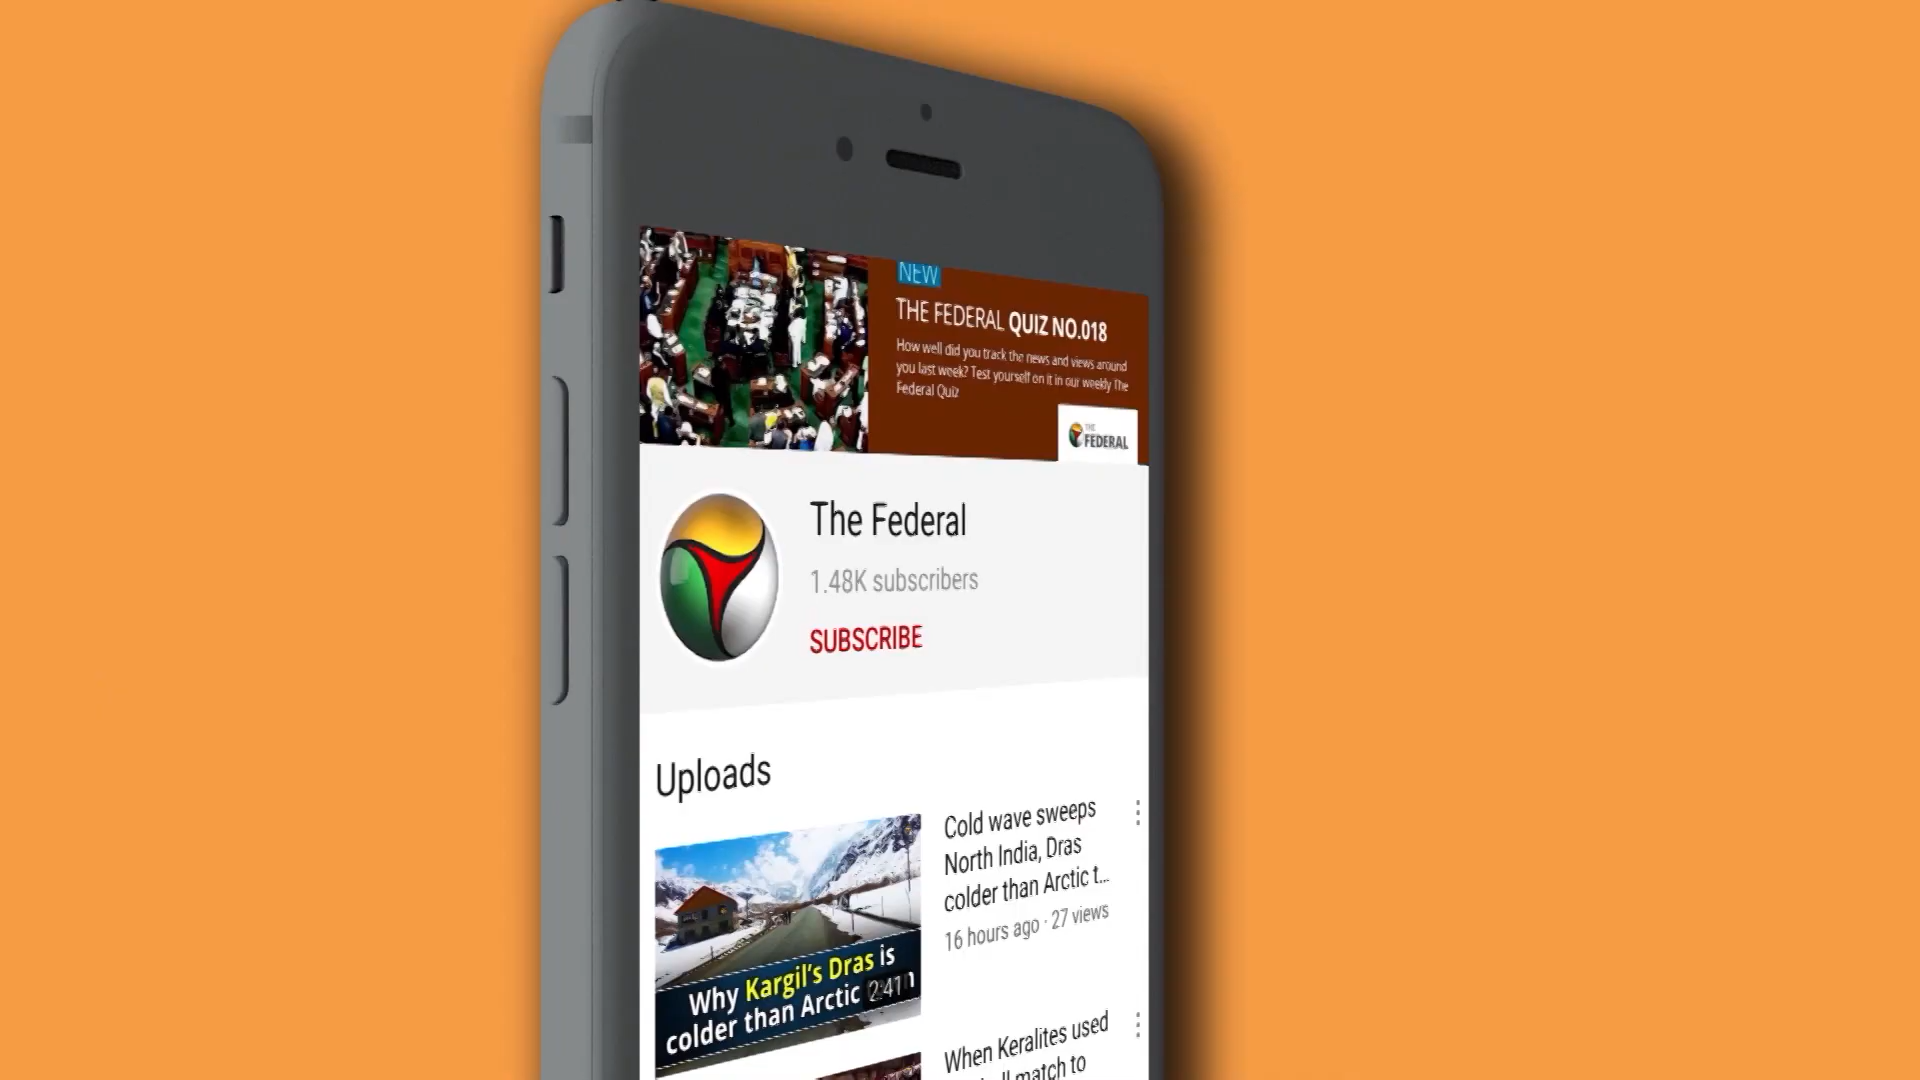 NEW
THE FEDERAL QUIZ NO.018
How well did you track the news and views around
you last week? Test yourself on it in our weekly The
Federal Quiz
THE
FEDERAL
The Federal
1.48K subscribers
SUBSCRIBE
Uploads
Cold wave sweeps
North India, Dras
colder than Arctic t...
16 hours ago · 27 views
Why Kargil's Dras is
colder than Arctic
2:41
When Keralites used
match to